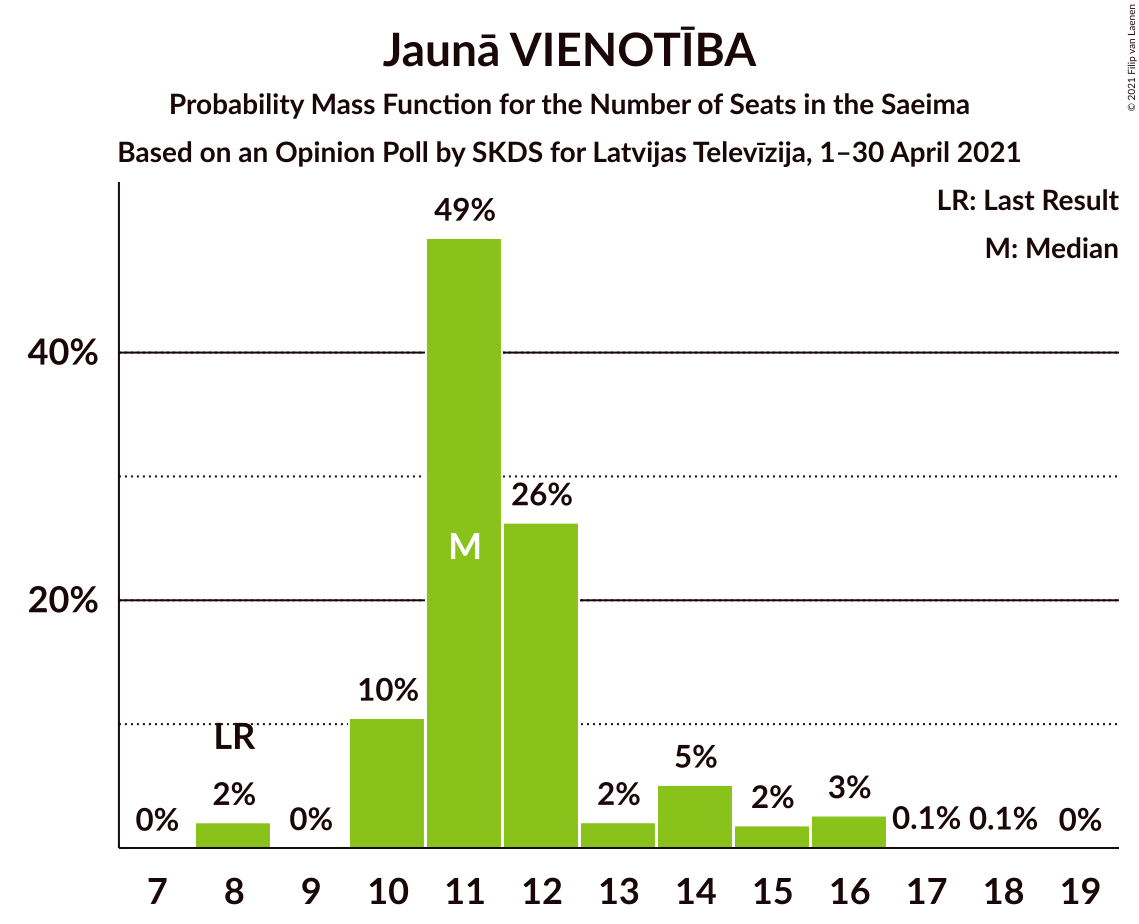 Jaunā VIENOTĪBA
Probability Mass Function for the Number of Seats in the Saeima
Based on an Opinion Poll by SKDS for Latvijas Televīzija, 1–30 April 2021
© 2021 Filip van Laenen
LR: Last Result
M: Median
49%
40%
26%
M
20%
10%
LR
5%
0% 2% 0% 2% 2% 3% 0.1% 0.1% 0%
7 8 9 10 11 12 13 14 15 16 17 18 19